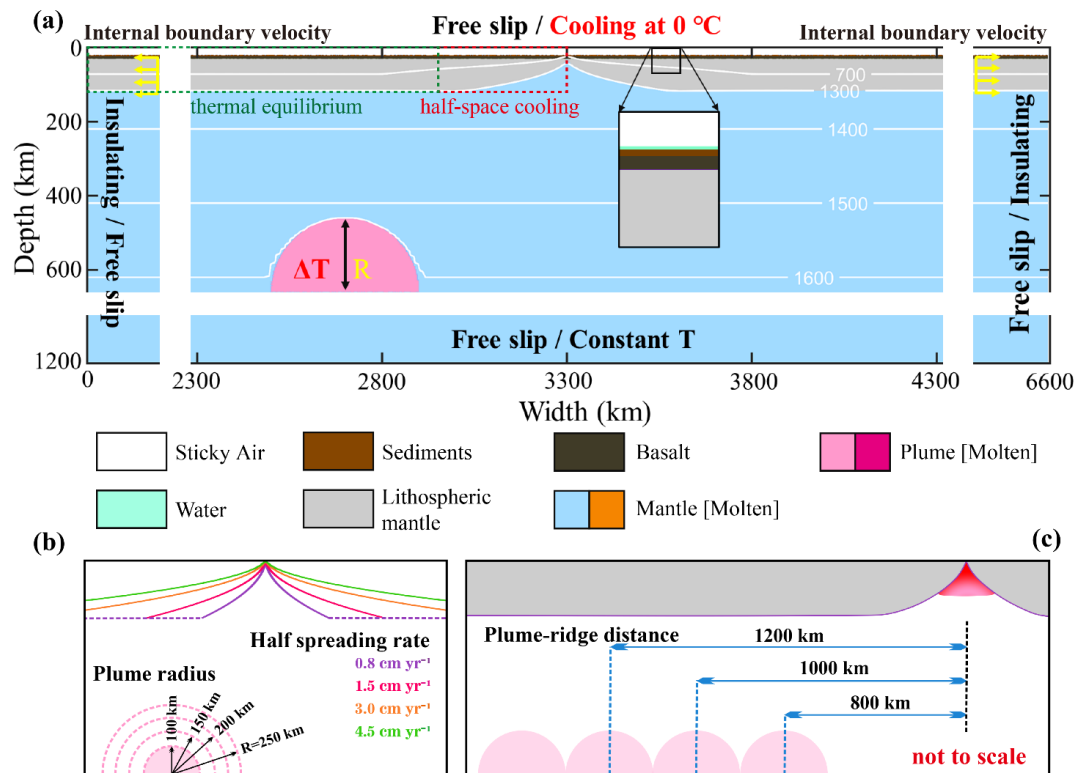 (a)
Free slip / Cooling at 0 °C
Internal boundary velocity
Internal boundary velocity
0
200
400
600
1200
Depth (km)
Insulating / Free slip
thermal equilibrium
half-space cooling
700
1300
1400
1500
1600
ΔT
R
Free slip / Insulating
Free slip / Constant T
0
2300
2800
3300
3800
4300
6600
Width (km)
Sticky Air
Sediments
Basalt
Plume [Molten]
Water
Lithospheric
mantle
Mantle [Molten]
(b)
Half spreading rate
0.8 cm yr⁻¹
1.5 cm yr⁻¹
3.0 cm yr⁻¹
4.5 cm yr⁻¹
Plume radius
100 km
150 km
200 km
R=250 km
(c)
Plume-ridge distance
1200 km
1000 km
800 km
not to scale